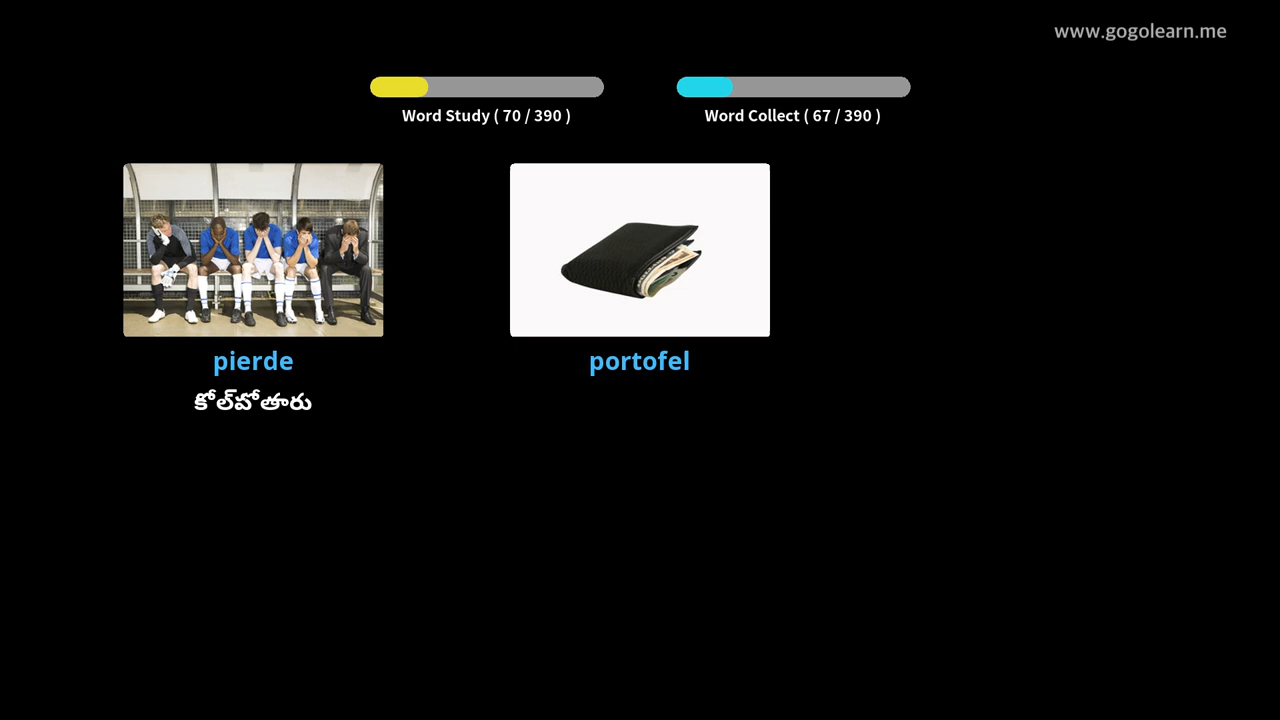 www.gogolearn.me
Word Study ( 70 / 390 )
Word Collect ( 67 / 390 )
pierde
portofel
కోల్‌పోతారు